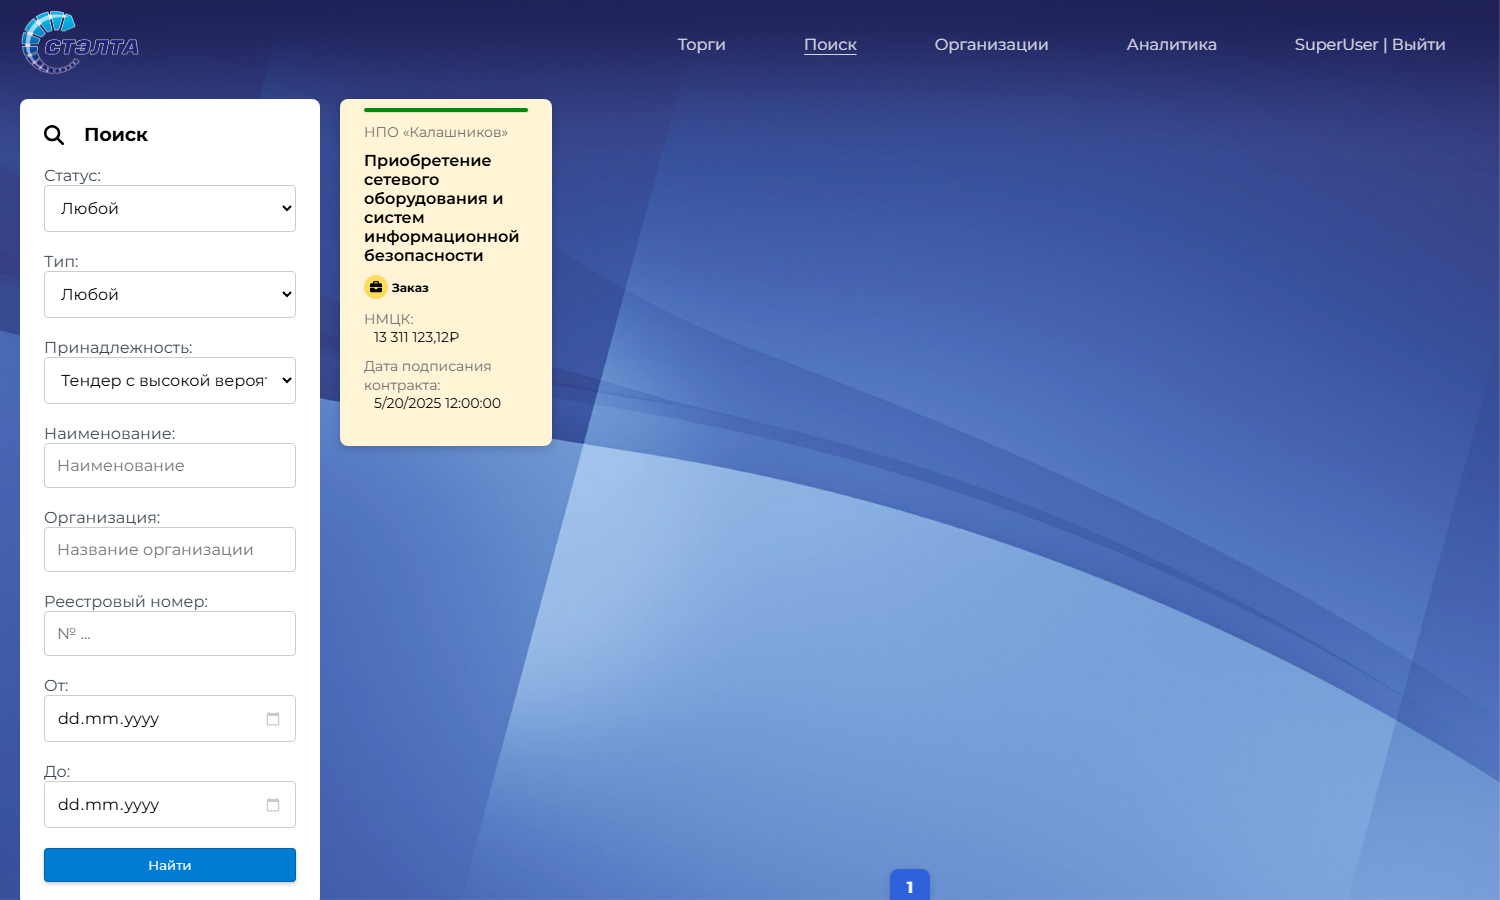 СТЭЛТА
Торги
Поиск
Организации
Аналитика
SuperUser | Выйти
Поиск
Статус:
Любой
Тип:
Любой
Принадлежность:
Тендер с высокой вероят
Наименование:
Наименование
Организация:
Название организации
Реестровый номер:
№ ...
От:
dd.mm.yyyy
До:
dd.mm.yyyy
Найти
НПО «Калашников»
Приобретение
сетевого
оборудования и
систем
информационной
безопасности
Заказ
НМЦК:
13 311 123,12₽
Дата подписания
контракта:
5/20/2025 12:00:00
1